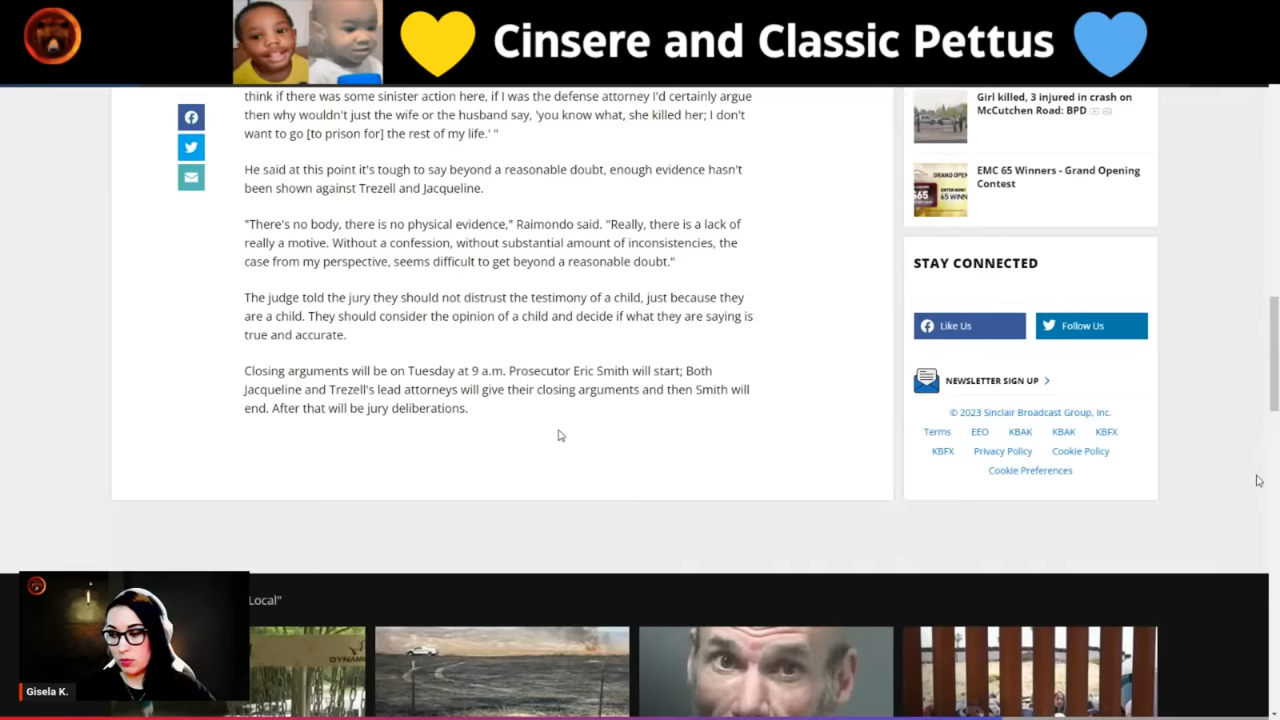 Cinsere and Classic Pettus
think if there was some sinister action here, if I was the defense attorney I'd certainly argue
then why wouldn't just the wife or the husband say, 'you know what, she killed her; I don't
want to go [to prison for] the rest of my life.' "
He said at this point it's tough to say beyond a reasonable doubt, enough evidence hasn't
been shown against Trezell and Jacqueline.
"There's no body, there is no physical evidence," Raimondo said. "Really, there is a lack of
really a motive. Without a confession, without substantial amount of inconsistencies, the
case from my perspective, seems difficult to get beyond a reasonable doubt."
The judge told the jury they should not distrust the testimony of a child, just because they
are a child. They should consider the opinion of a child and decide if what they are saying is
true and accurate.
Closing arguments will be on Tuesday at 9 a.m. Prosecutor Eric Smith will start; Both
Jacqueline and Trezell's lead attorneys will give their closing arguments and then Smith will
end. After that will be jury deliberations.
Girl killed, 3 injured in crash on
McCutchen Road: BPD
EMC 65 Winners - Grand Opening
Contest
STAY CONNECTED
Like Us
Follow Us
NEWSLETTER SIGN UP
© 2023 Sinclair Broadcast Group, Inc.
Terms EEO KBAK KBAK KBFX
KBFX Privacy Policy Cookie Policy
Cookie Preferences
Local"
Gisela K.